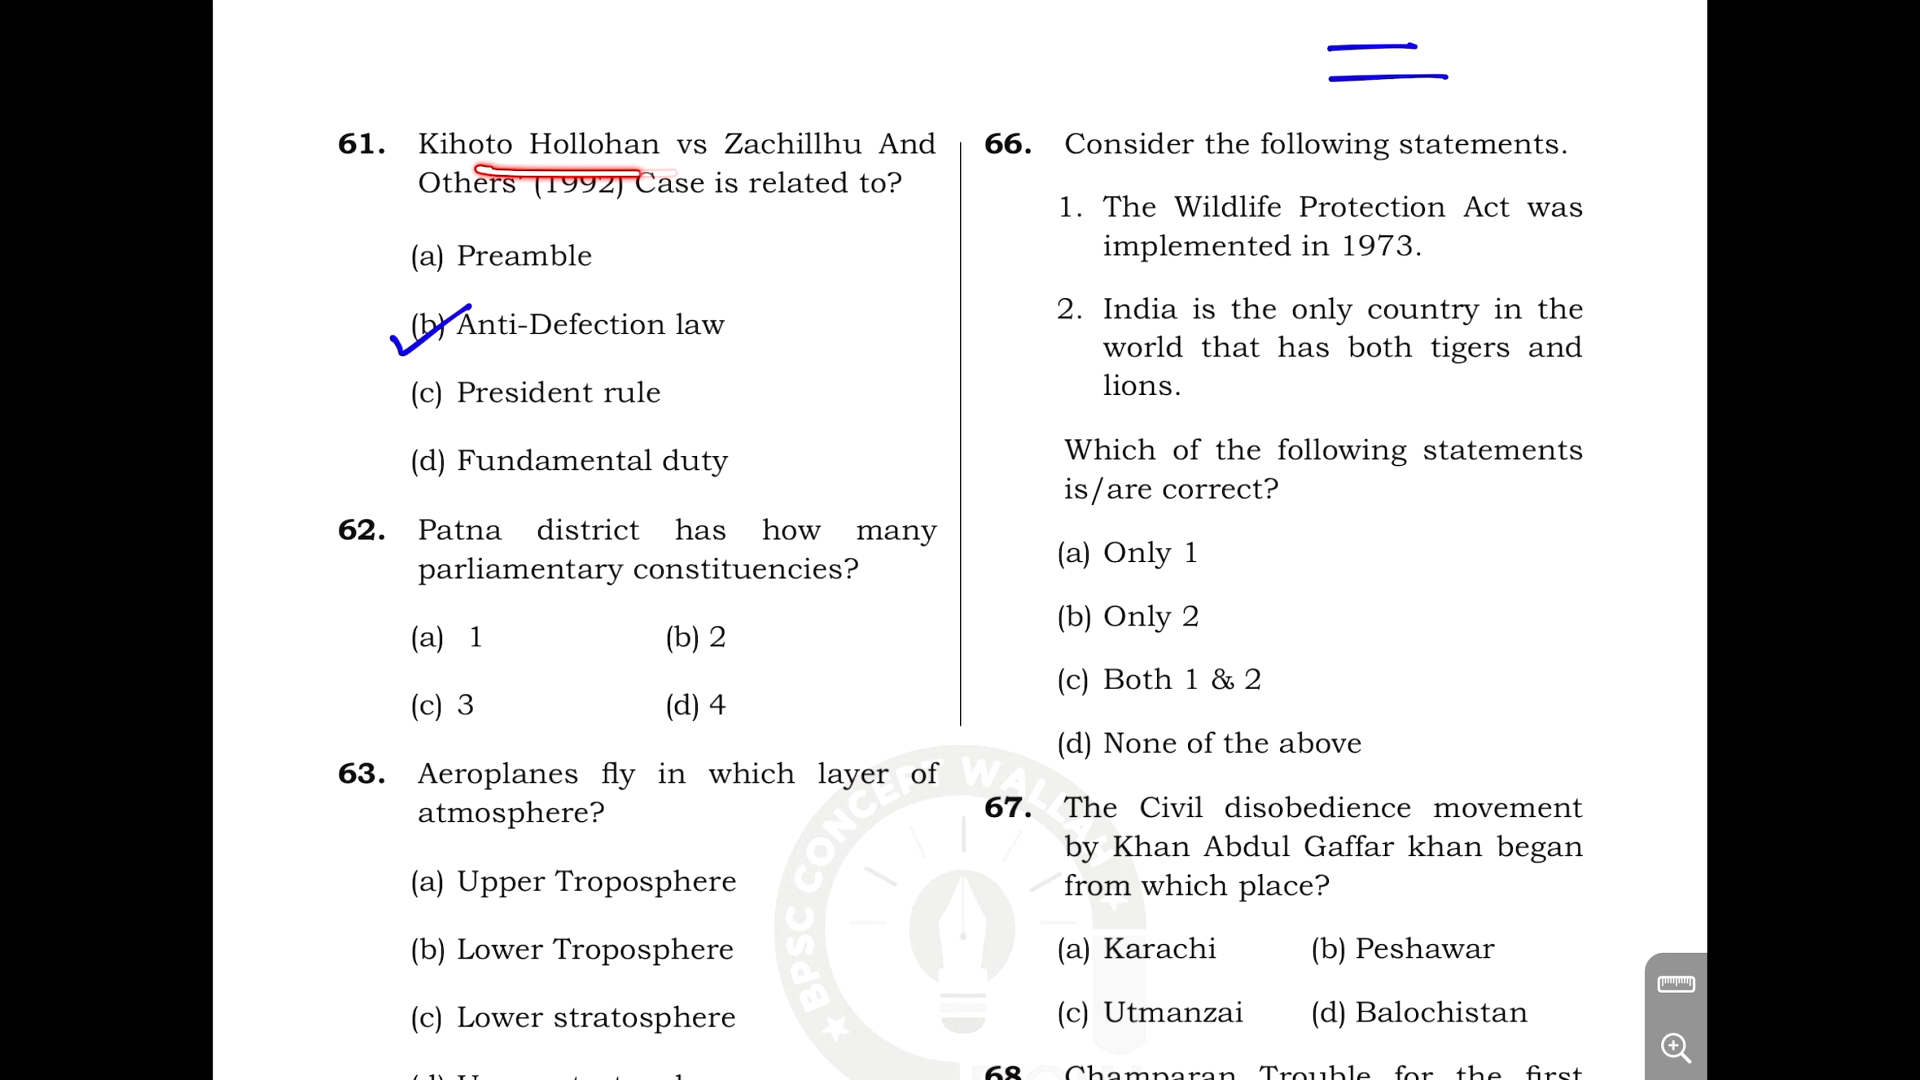 61. Kihoto Hollohan vs Zachillhu And
Others' (1992) Case is related to?
(a) Preamble
(b) Anti-Defection law
(c) President rule
(d) Fundamental duty
62. Patna district has how many
parliamentary constituencies?
(a) 1 (b) 2
(c) 3 (d) 4
63. Aeroplanes fly in which layer of
atmosphere?
(a) Upper Troposphere
(b) Lower Troposphere
(c) Lower stratosphere
66. Consider the following statements.
1. The Wildlife Protection Act was
implemented in 1973.
2. India is the only country in the
world that has both tigers and
lions.
Which of the following statements
is/are correct?
(a) Only 1
(b) Only 2
(c) Both 1 & 2
(d) None of the above
67. The Civil disobedience movement
by Khan Abdul Gaffar khan began
from which place?
(a) Karachi (b) Peshawar
(c) Utmanzai (d) Balochistan
68 Champaran Trouble for the first
BPSC CONCEPT WALLAH